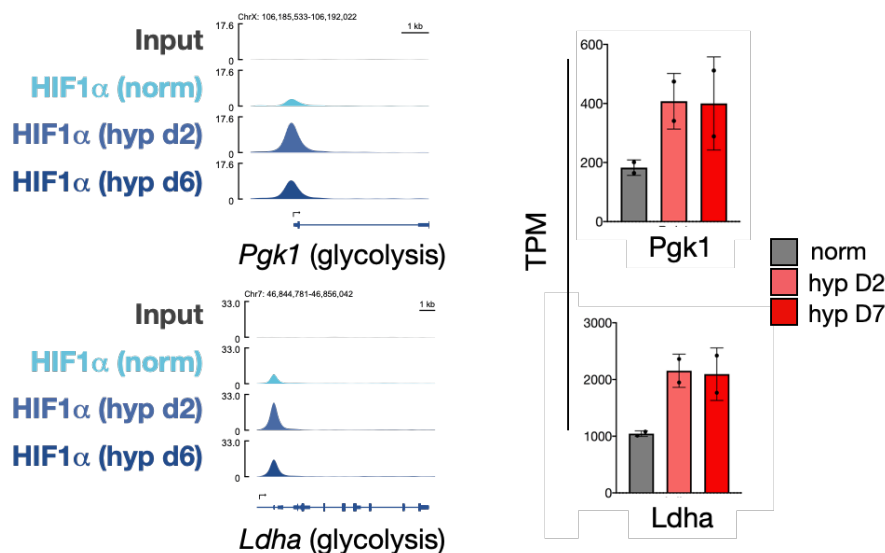 ChrX: 106,185,533-106,192,022
1 kb
Input
17.6
0
HIF1α (norm)
17.6
0
HIF1α (hyp d2)
17.6
0
HIF1α (hyp d6)
17.6
0
Pgk1 (glycolysis)
Chr7: 46,844,781-46,856,042
1 kb
Input
33.0
0
HIF1α (norm)
33.0
0
HIF1α (hyp d2)
33.0
0
HIF1α (hyp d6)
33.0
0
Ldha (glycolysis)
TPM
600
400
200
0
Pgk1
3000
2000
1000
0
Ldha
norm
hyp D2
hyp D7